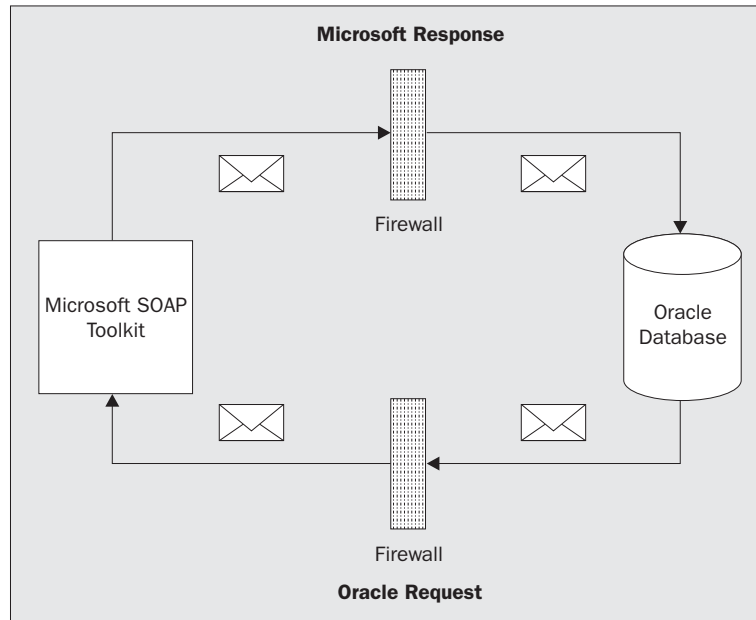 Microsoft Response
Firewall
Microsoft SOAP
Toolkit
Oracle
Database
Firewall
Oracle Request